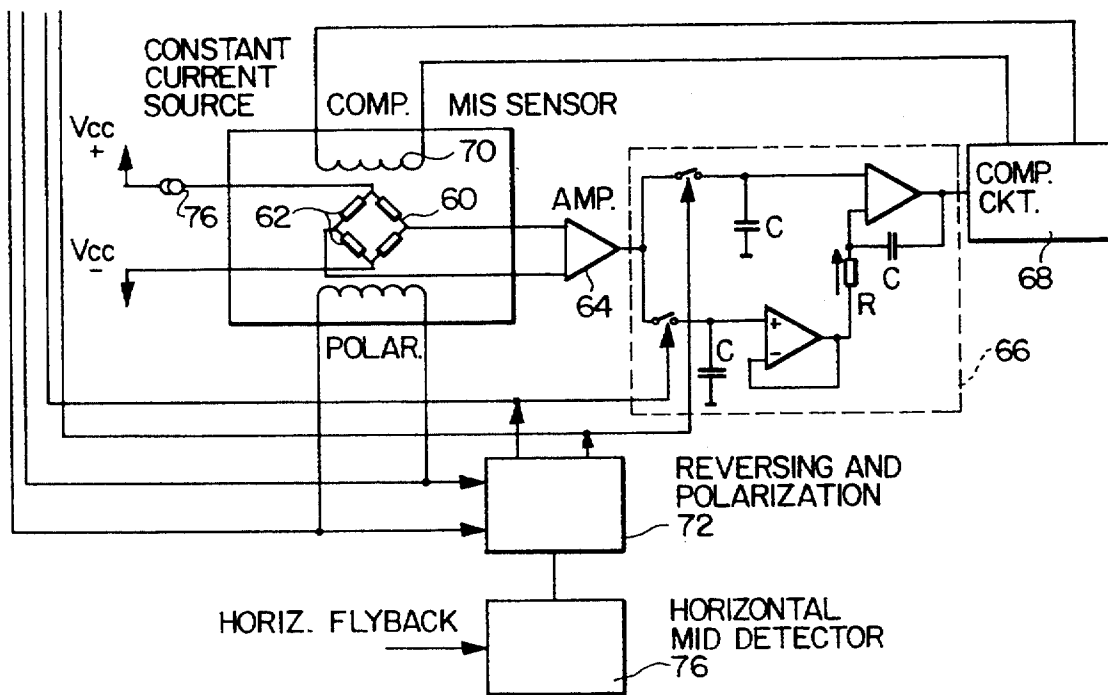 CONSTANT
CURRENT
SOURCE
COMP.
MIS SENSOR
Vcc
+
70
76
62
60
AMP.
COMP.
CKT.
C
68
Vcc
-
64
C
R
+
-
C
66
POLAR.
REVERSING AND
POLARIZATION
72
HORIZ. FLYBACK
HORIZONTAL
MID DETECTOR
76